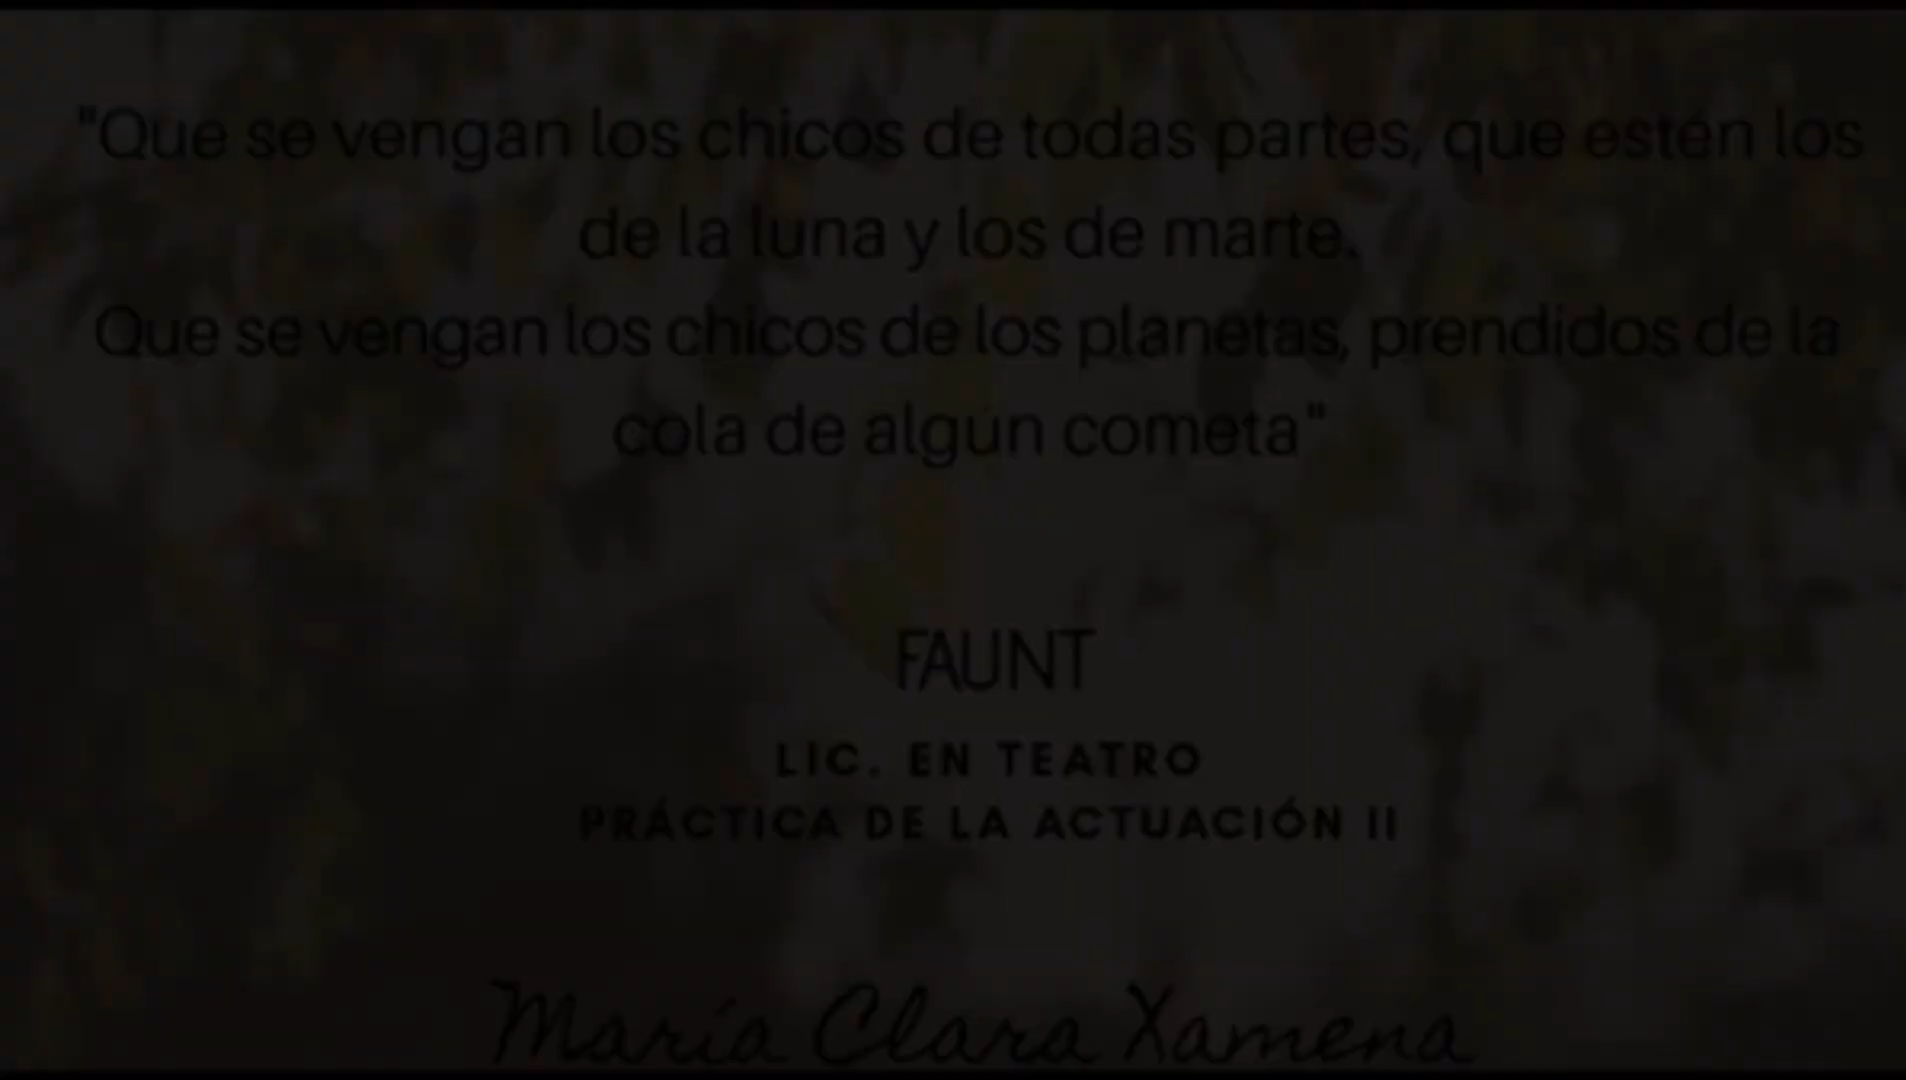 "Que se vengan los chicos de todas partes, que estén los
de la luna y los de marte.
Que se vengan los chicos de los planetas, prendidos de la
cola de algún cometa"
FAUNT
LIC. EN TEATRO
PRÁCTICA DE LA ACTUACIÓN II
María Clara Xamena